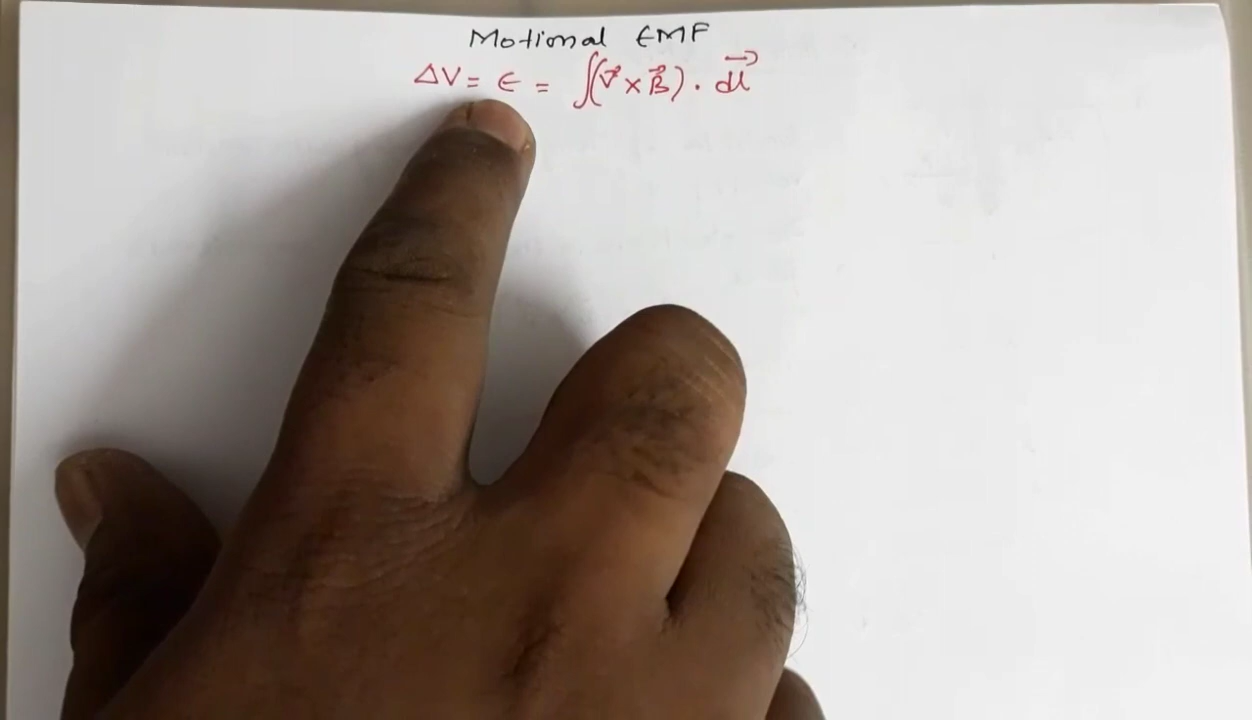 Motional EMF
ΔV = ε = ∫(v⃗ × B⃗) · dl⃗